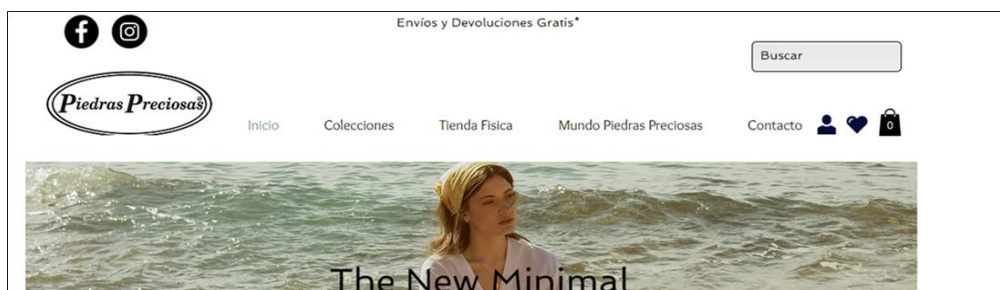 Envíos y Devoluciones Gratis*
Buscar
Piedras Preciosas®
Inicio Colecciones Tienda Fisica Mundo Piedras Preciosas Contacto 0
The New Minimal